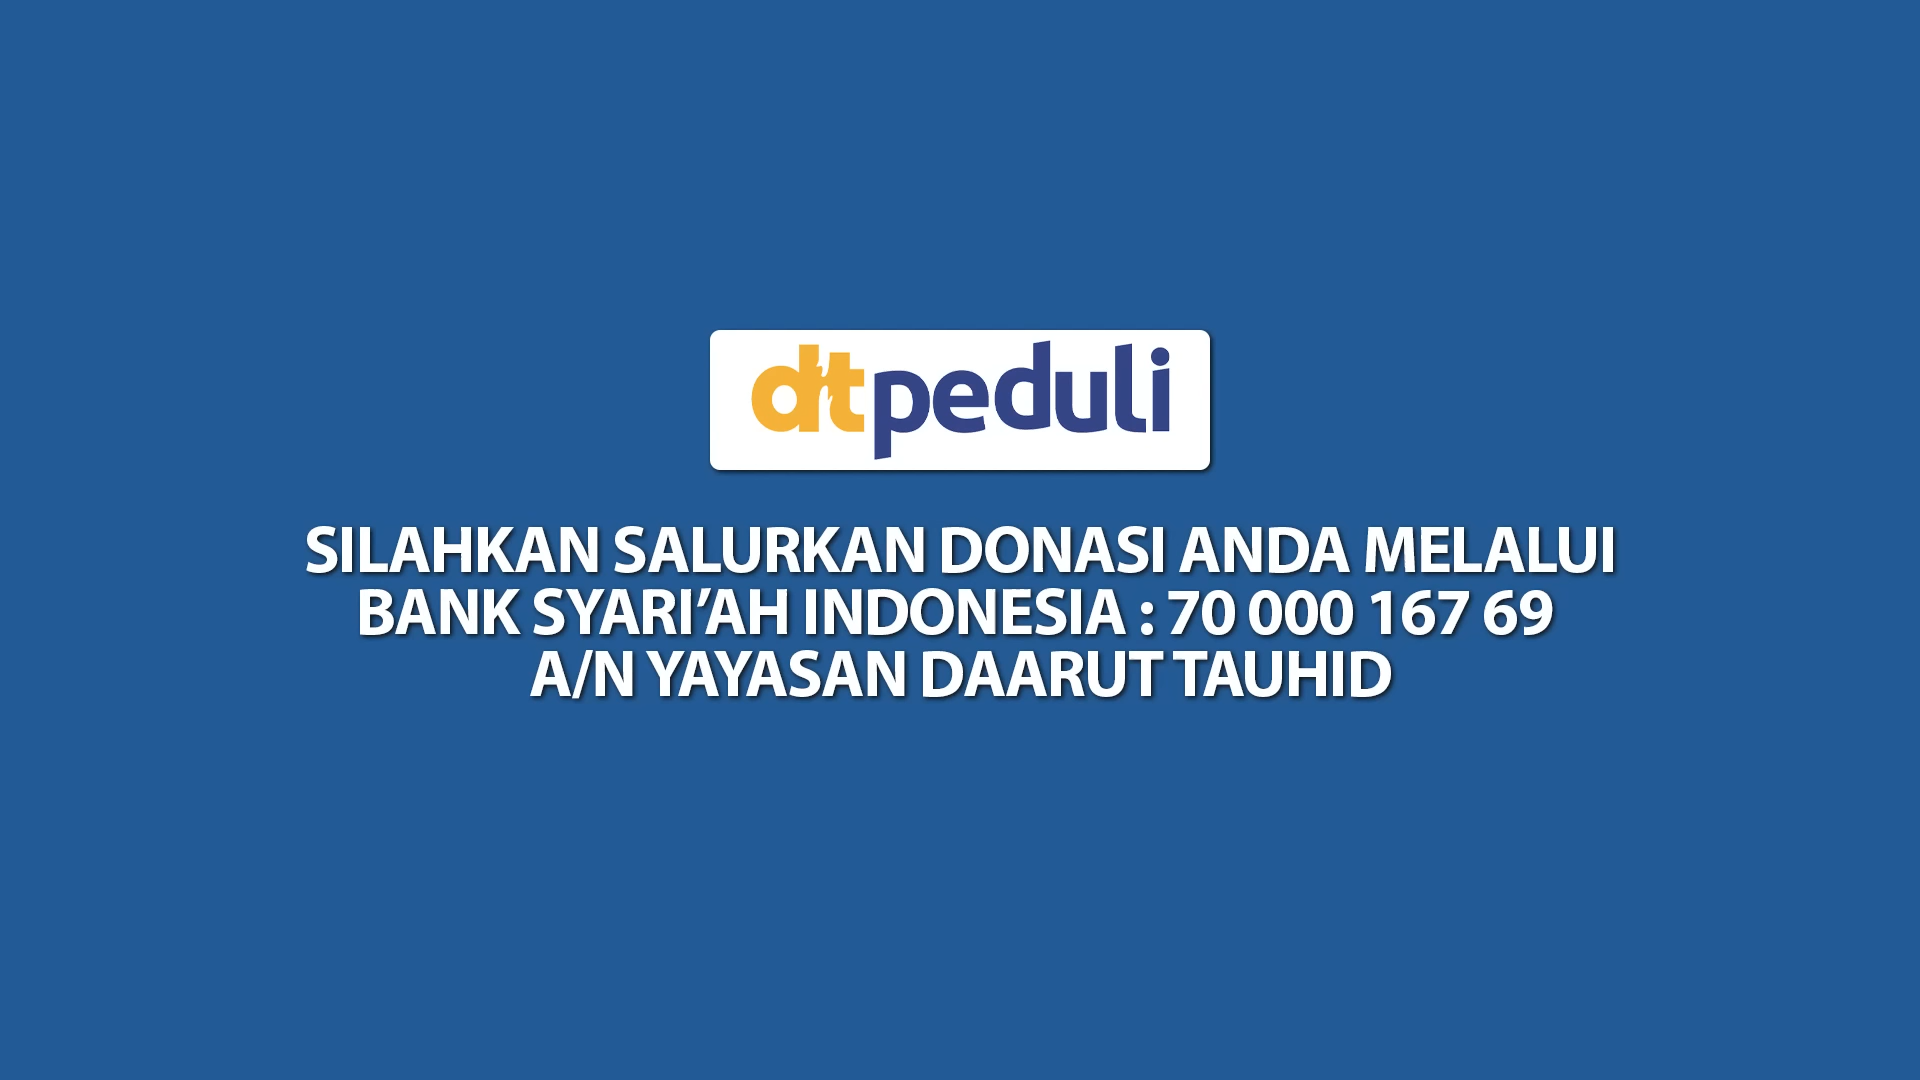 dtpeduli
SILAHKAN SALURKAN DONASI ANDA MELALUI
BANK SYARI’AH INDONESIA : 70 000 167 69
A/N YAYASAN DAARUT TAUHID